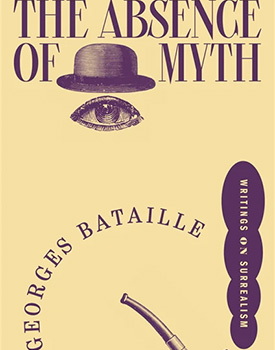 THE ABSENCE
OF MYTH
GEORGES BATAILLE
WRITINGS ON SURREALISM